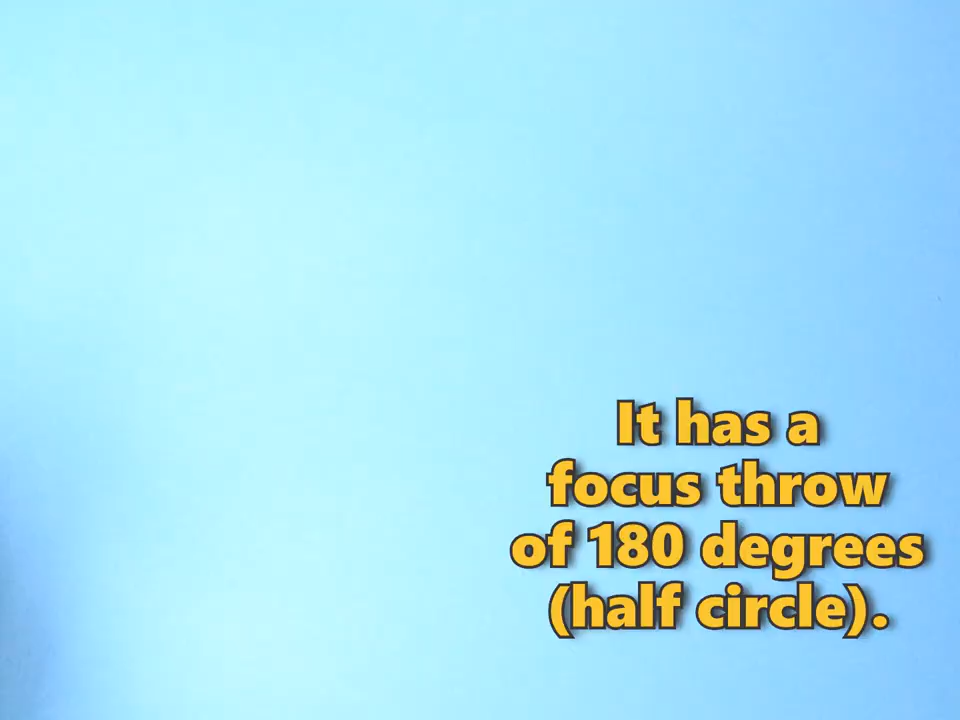 It has a
focus throw
of 180 degrees
(half circle).